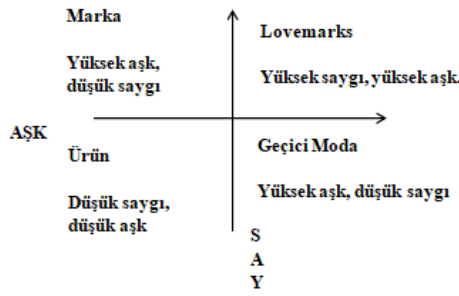 Marka
Yüksek aşk,
düşük saygı
Lovemarks
Yüksek saygı, yüksek aşk.
AŞK
Ürün
Düşük saygı,
düşük aşk
Geçici Moda
Yüksek aşk, düşük saygı
S
A
Y